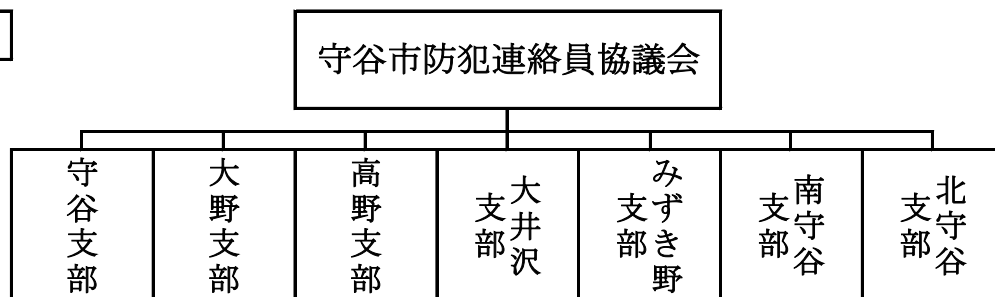 守谷市防犯連絡員協議会
守谷支部
大野支部
高野支部
大井沢
支部
みずき野
支部
南守谷
支部
北守谷
支部